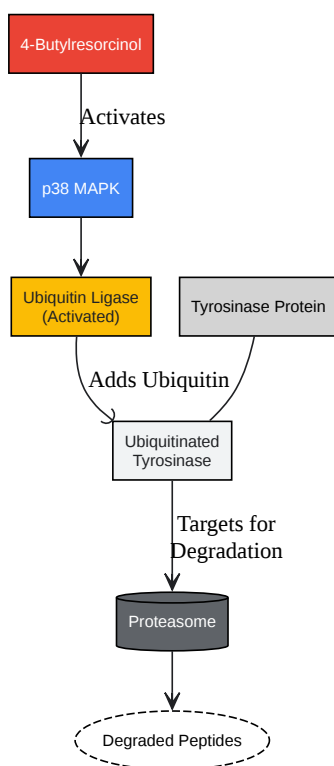 4-Butylresorcinol
Activates
p38 MAPK
Ubiquitin Ligase
(Activated)
Tyrosinase Protein
Adds Ubiquitin
Ubiquitinated
Tyrosinase
Targets for
Degradation
Proteasome
Degraded Peptides